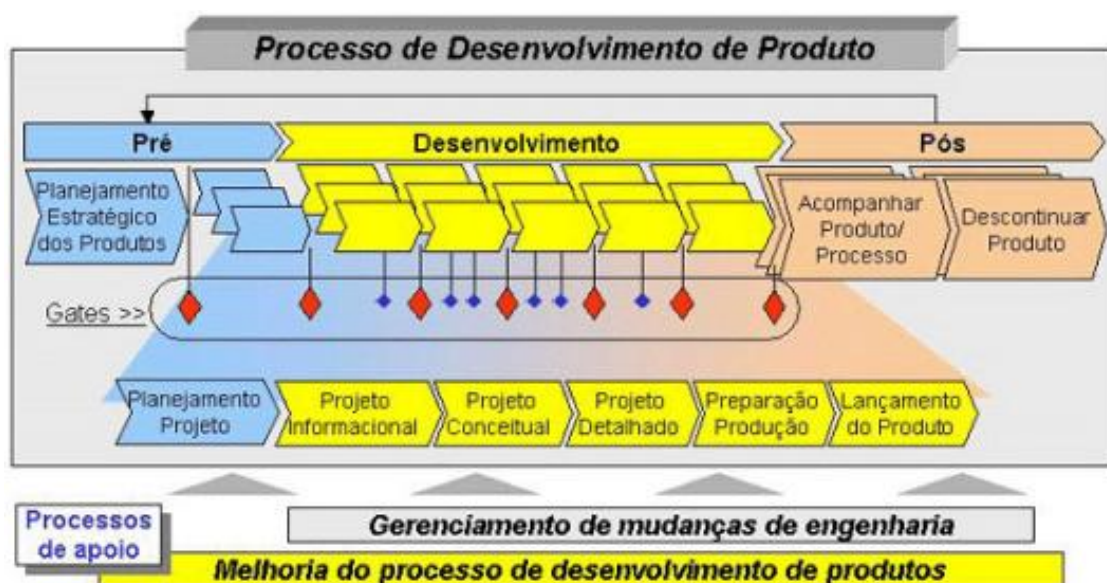 Processo de Desenvolvimento de Produto
Pré
Desenvolvimento
Pós
Planejamento
Estratégico
dos Produtos
Acompanhar
Produto/
Processo
Descontinuar
Produto
Gates >>
Planejamento
Projeto
Projeto
Informacional
Projeto
Conceitual
Projeto
Detalhado
Preparação
Produção
Lançamento
do Produto
Processos
de apoio
Gerenciamento de mudanças de engenharia
Melhoria do processo de desenvolvimento de produtos